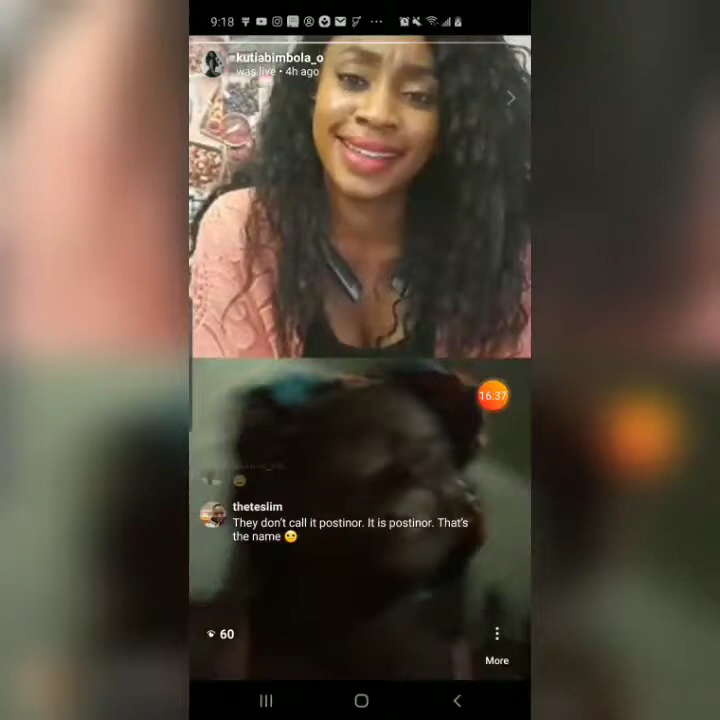 9:18
kutiabimbola_o
was live • 4h ago
16:37
theteslim
They don't call it postinor. It is postinor. That's
the name 😐
60
More